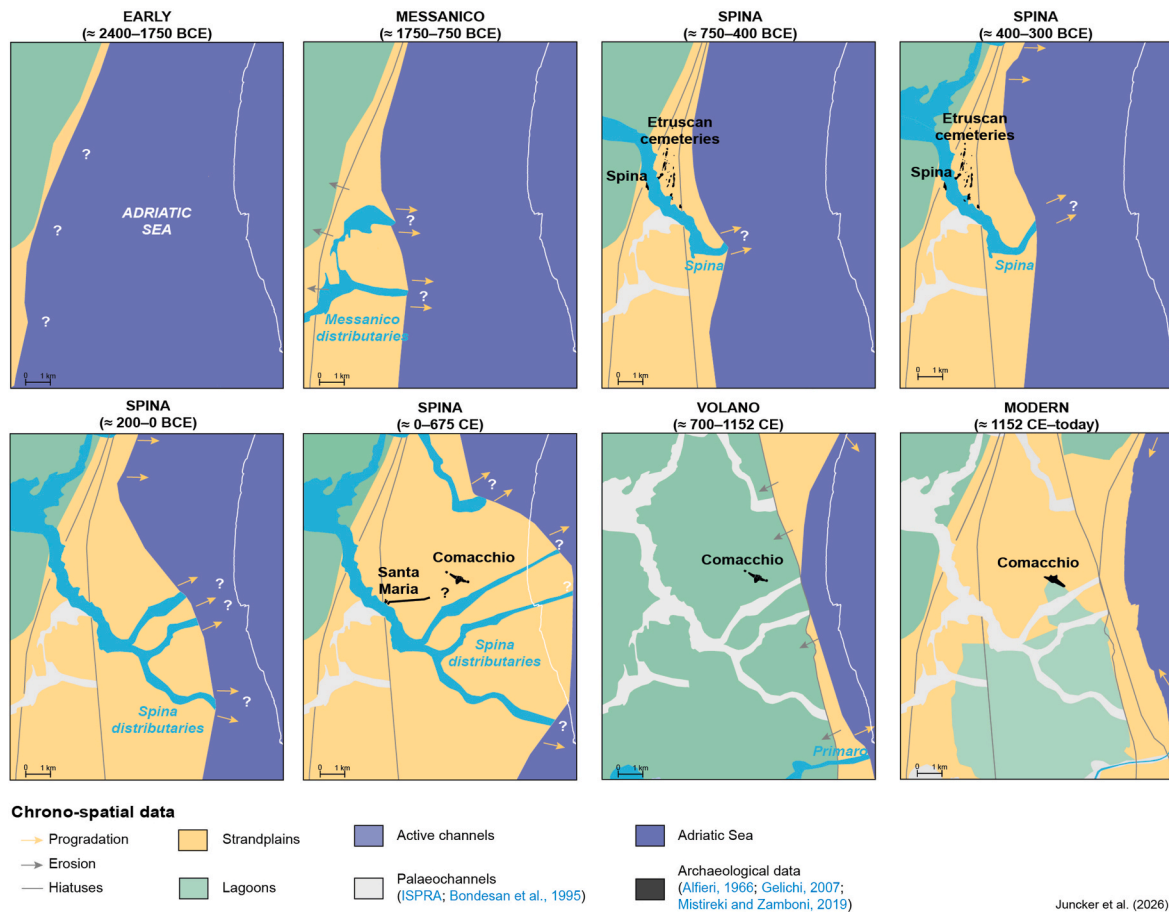 EARLY
(≈ 2400–1750 BCE)
?
?
?
ADRIATIC
SEA
0 1 km
MESSANICO
(≈ 1750–750 BCE)
?
?
Messanico
distributaries
0 1 km
SPINA
(≈ 750–400 BCE)
Etruscan
cemeteries
Spina
?
Spina
0 1 km
SPINA
(≈ 400–300 BCE)
Etruscan
cemeteries
Spina
?
Spina
0 1 km
SPINA
(≈ 200–0 BCE)
?
?
?
Spina
distributaries
0 1 km
SPINA
(≈ 0–675 CE)
?
Comacchio
?
Santa
Maria
?
?
Spina
distributaries
?
0 1 km
VOLANO
(≈ 700–1152 CE)
Comacchio
Primaro
0 1 km
MODERN
(≈ 1152 CE–today)
Comacchio
0 1 km
Chrono-spatial data
Progradation
Erosion
Hiatuses
Strandplains
Lagoons
Active channels
Palaeochannels
(ISPRA; Bondesan et al., 1995)
Adriatic Sea
Archaeological data
(Alfieri, 1966; Gelichi, 2007;
Mistireki and Zamboni, 2019)
Juncker et al. (2026)